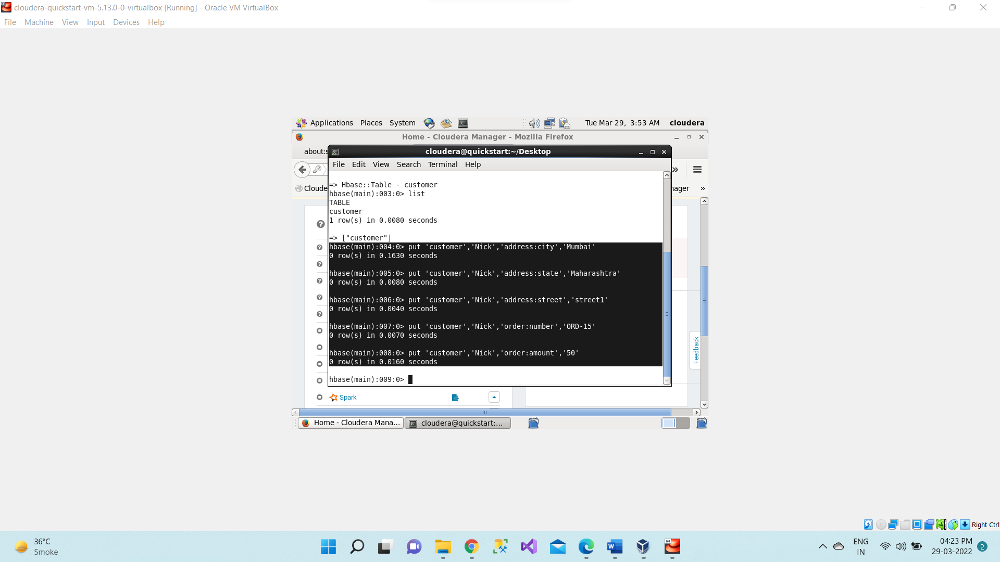 cloudera-quickstart-vm-5.13.0-0-virtualbox [Running] - Oracle VM VirtualBox
File Machine View Input Devices Help
Applications Places System Tue Mar 29, 3:53 AM cloudera
Home - Cloudera Manager - Mozilla Firefox
about:s
cloudera@quickstart:~/Desktop
File Edit View Search Terminal Help
»
Cloude
nager »
=> Hbase::Table - customer
hbase(main):003:0> list
TABLE
customer
1 row(s) in 0.0080 seconds
=> ["customer"]
hbase(main):004:0> put 'customer','Nick','address:city','Mumbai'
0 row(s) in 0.1630 seconds
hbase(main):005:0> put 'customer','Nick','address:state','Maharashtra'
0 row(s) in 0.0080 seconds
hbase(main):006:0> put 'customer','Nick','address:street','street1'
0 row(s) in 0.0040 seconds
hbase(main):007:0> put 'customer','Nick','order:number','ORD-15'
0 row(s) in 0.0070 seconds
hbase(main):008:0> put 'customer','Nick','order:amount','50'
0 row(s) in 0.0160 seconds
hbase(main):009:0>
Feedback
Spark
Home - Cloudera Mana... cloudera@quickstart:...
Right Ctrl
36°C
Smoke
ENG
IN
04:23 PM
29-03-2022
2